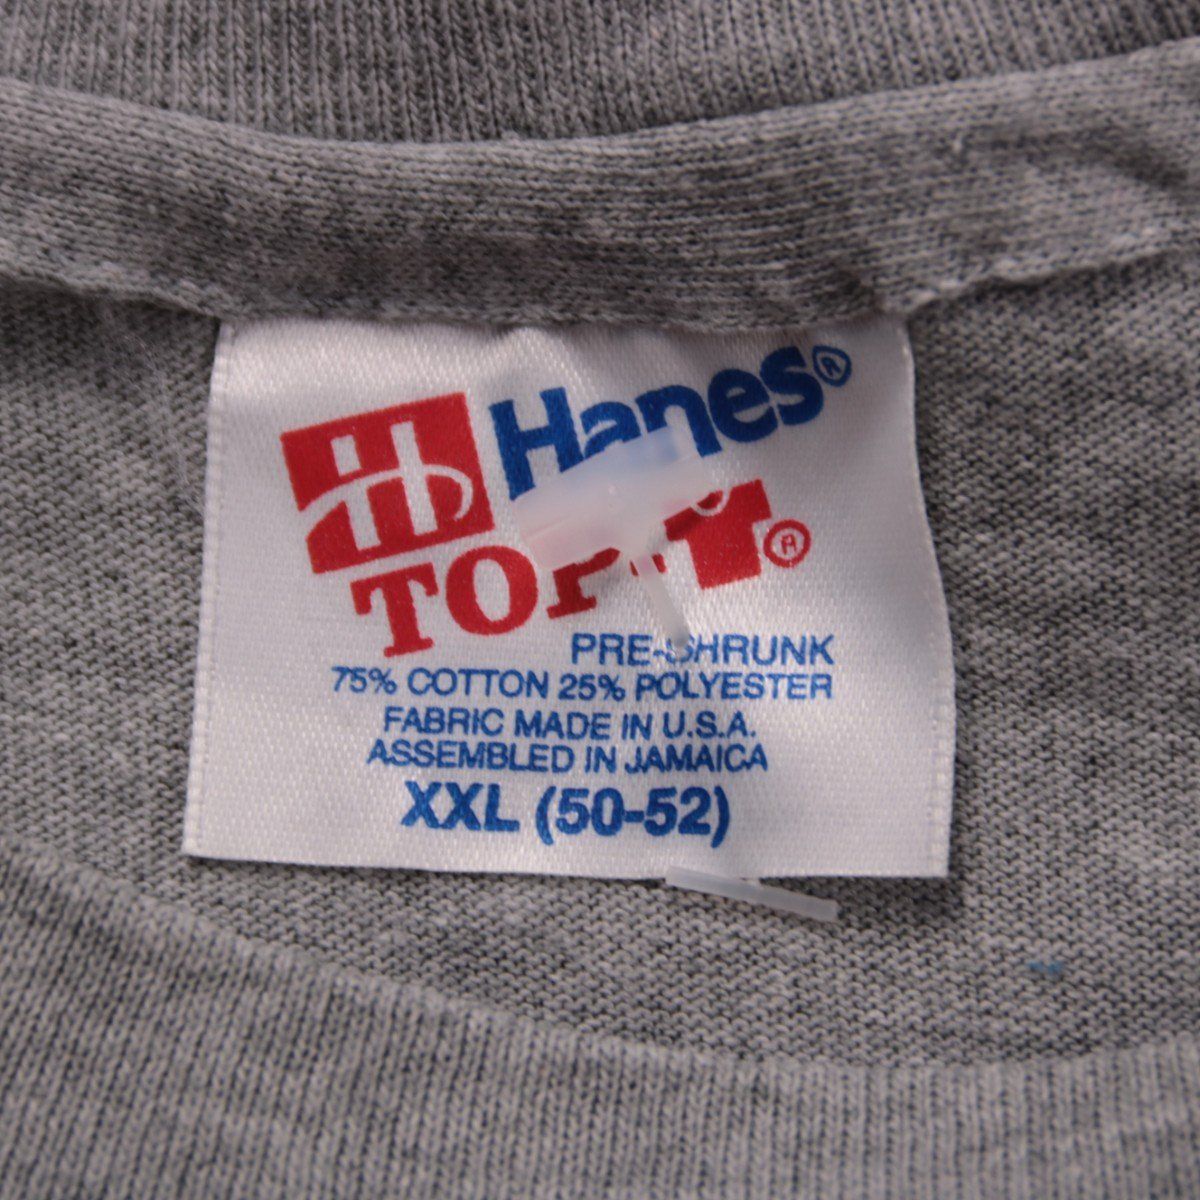 Hanes®
TOP-T®
PRE-SHRUNK
75% COTTON 25% POLYESTER
FABRIC MADE IN U.S.A.
ASSEMBLED IN JAMAICA
XXL (50-52)